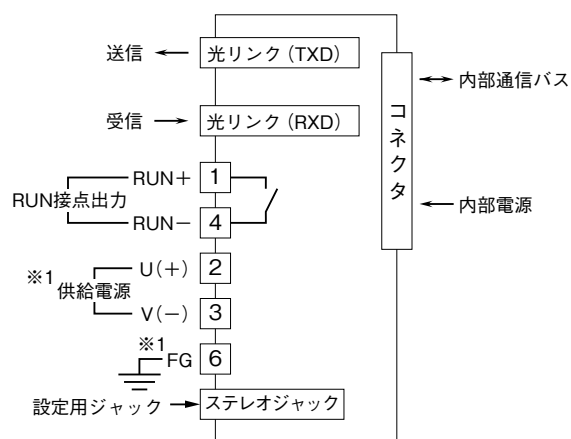 送信
光リンク（TXD）
内部通信バス
受信
光リンク（RXD）
コネクタ
RUN＋
1
RUN接点出力
内部電源
RUN－
4
U（＋）
2
※1
供給電源
V（－）
3
※1
FG
6
設定用ジャック
ステレオジャック